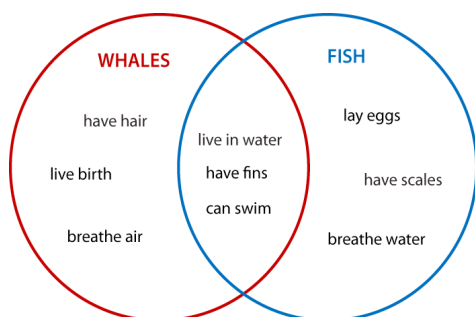 WHALES
have hair
live birth
breathe air
live in water
have fins
can swim
FISH
lay eggs
have scales
breathe water